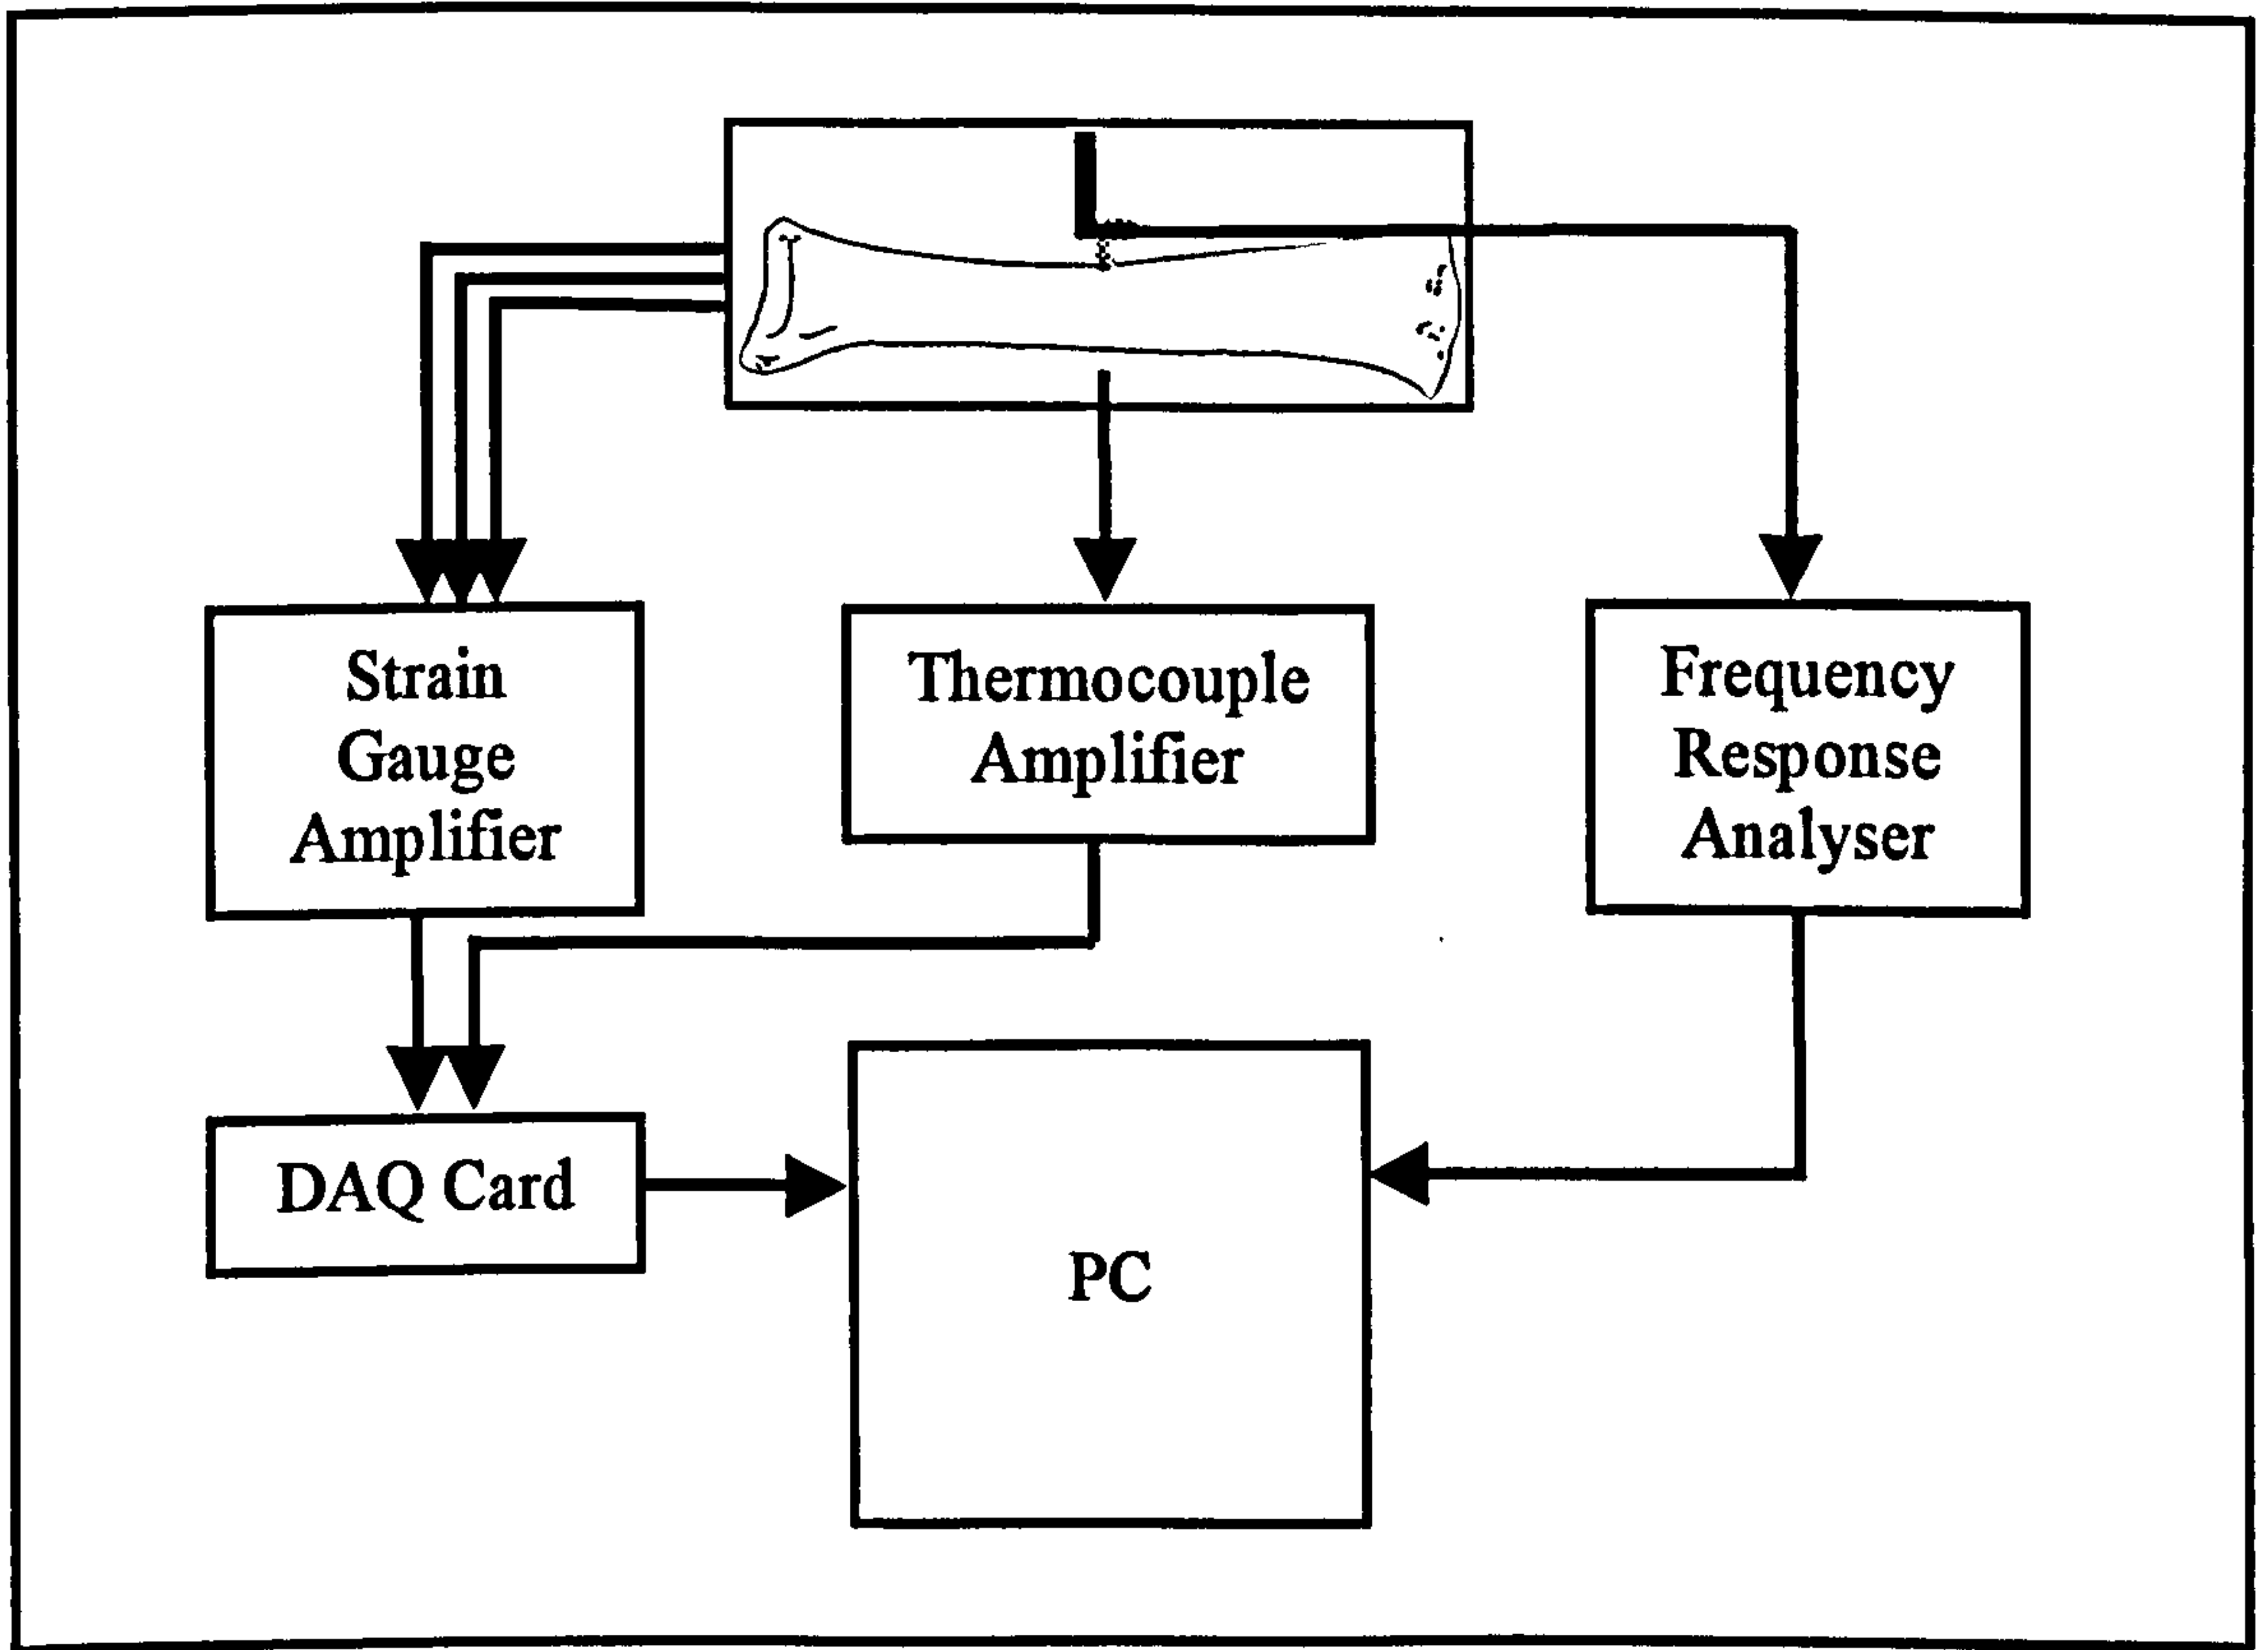 Strain
Gauge
Amplifier
Thermocouple
Amplifier
Frequency
Response
Analyser
DAQ Card
PC